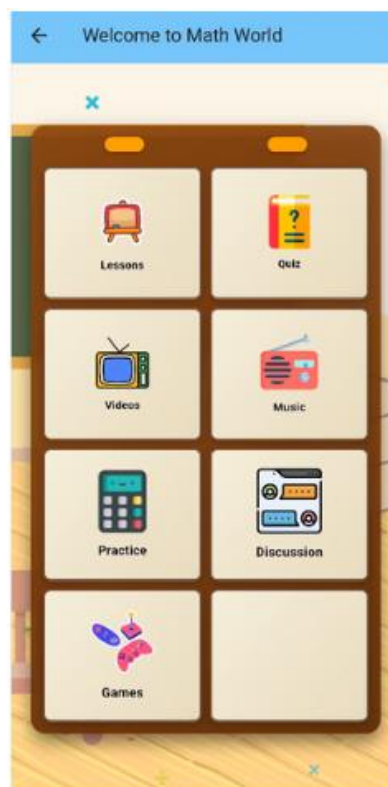 Welcome to Math World
Lessons
Quiz
Videos
Music
Practice
Discussion
Games